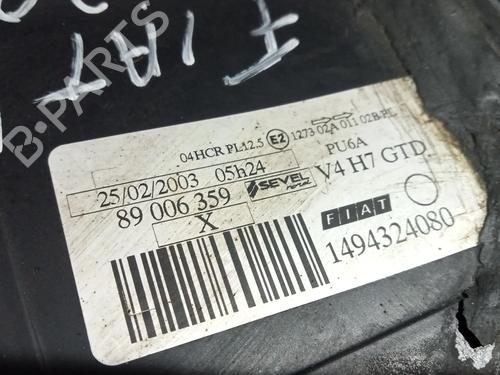 FIAT
B-PARTS
04HCR PL12.5 E2 1273 02A 011 02B-PL
PU6A
25/02/2003 05h24
89 006 359
SEVEL
V4 H7 GTD
X
FIAT
1494324080